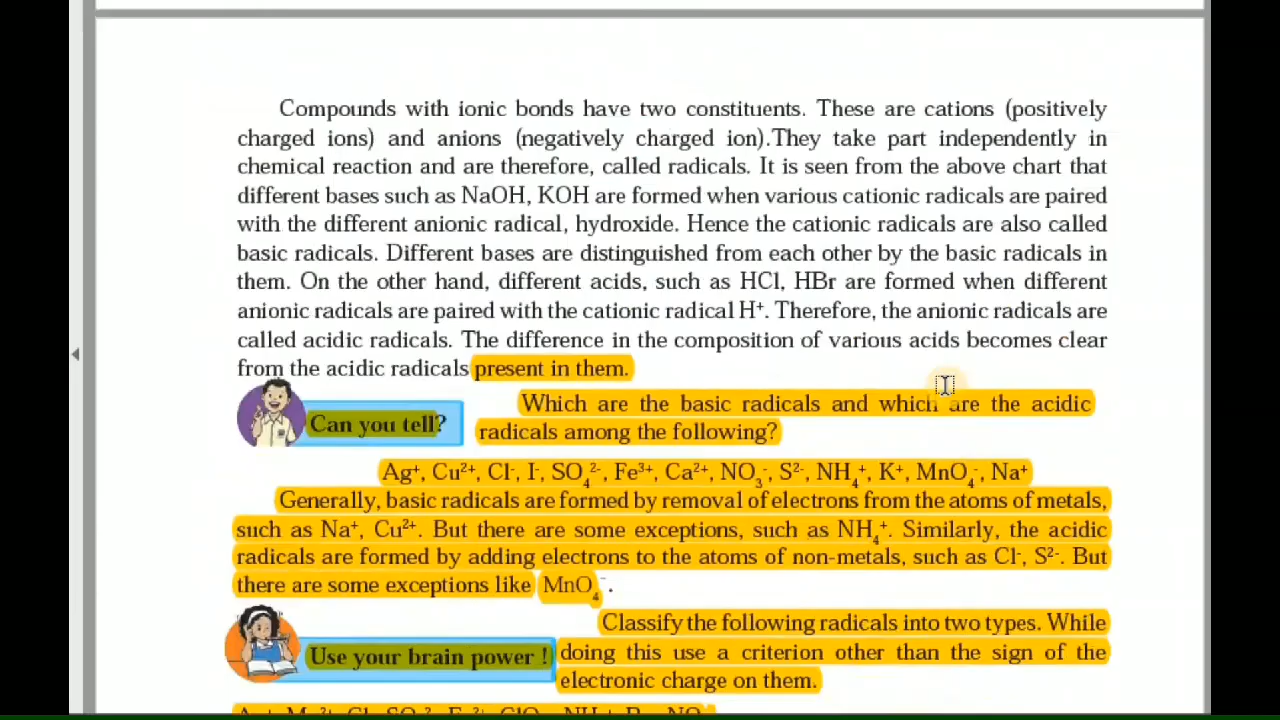 Compounds with ionic bonds have two constituents. These are cations (positively
charged ions) and anions (negatively charged ion).They take part independently in
chemical reaction and are therefore, called radicals. It is seen from the above chart that
different bases such as NaOH, KOH are formed when various cationic radicals are paired
with the different anionic radical, hydroxide. Hence the cationic radicals are also called
basic radicals. Different bases are distinguished from each other by the basic radicals in
them. On the other hand, different acids, such as HCl, HBr are formed when different
anionic radicals are paired with the cationic radical H⁺. Therefore, the anionic radicals are
called acidic radicals. The difference in the composition of various acids becomes clear
from the acidic radicals present in them.
Can you tell?
Which are the basic radicals and which are the acidic
radicals among the following?
Ag⁺, Cu²⁺, Cl⁻, I⁻, SO₄²⁻, Fe³⁺, Ca²⁺, NO₃⁻, S²⁻, NH₄⁺, K⁺, MnO₄⁻, Na⁺
Generally, basic radicals are formed by removal of electrons from the atoms of metals,
such as Na⁺, Cu²⁺. But there are some exceptions, such as NH₄⁺. Similarly, the acidic
radicals are formed by adding electrons to the atoms of non-metals, such as Cl⁻, S²⁻. But
there are some exceptions like MnO₄⁻.
Use your brain power !
Classify the following radicals into two types. While
doing this use a criterion other than the sign of the
electronic charge on them.